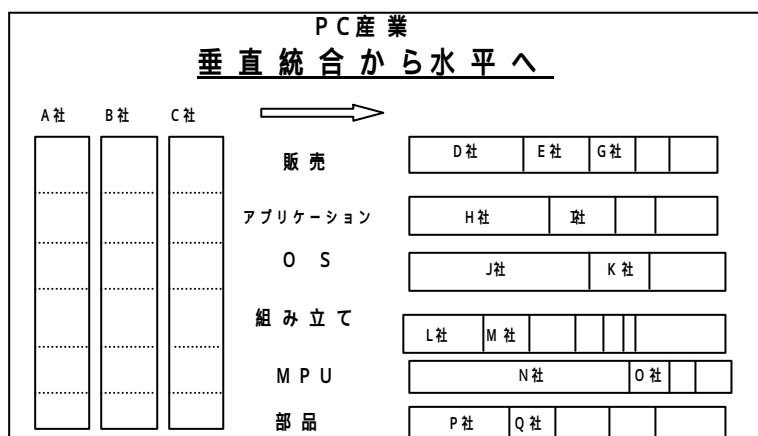 PC産業
垂直統合から水平へ
A社 B社 C社
販売 D社 E社 G社
アプリケーション H社 I社
OS J社 K社
組み立て L社 M社
MPU N社 O社
部品 P社 Q社